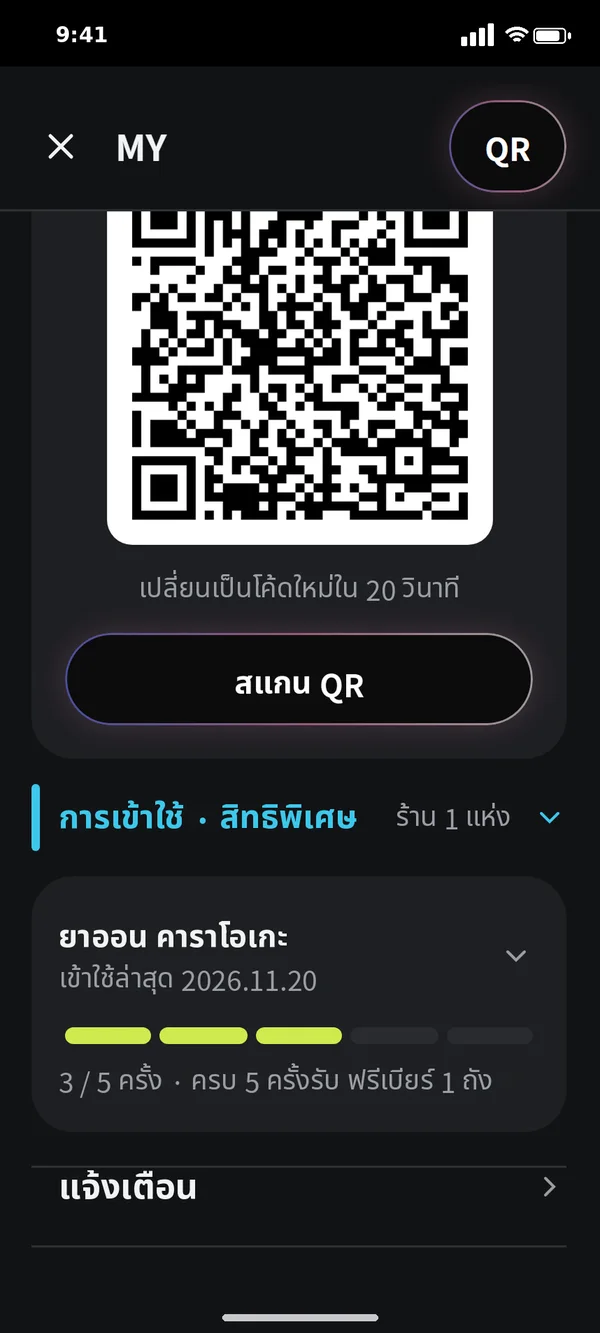 9:41
MY
QR
เปลี่ยนเป็นโค้ดใหม่ใน 20 วินาที
สแกน QR
การเข้าใช้ · สิทธิพิเศษ ร้าน 1 แห่ง
ยาออน คาราโอเกะ
เข้าใช้ล่าสุด 2026.11.20
3 / 5 ครั้ง · ครบ 5 ครั้งรับ ฟรีเบียร์ 1 ถัง
แจ้งเตือน